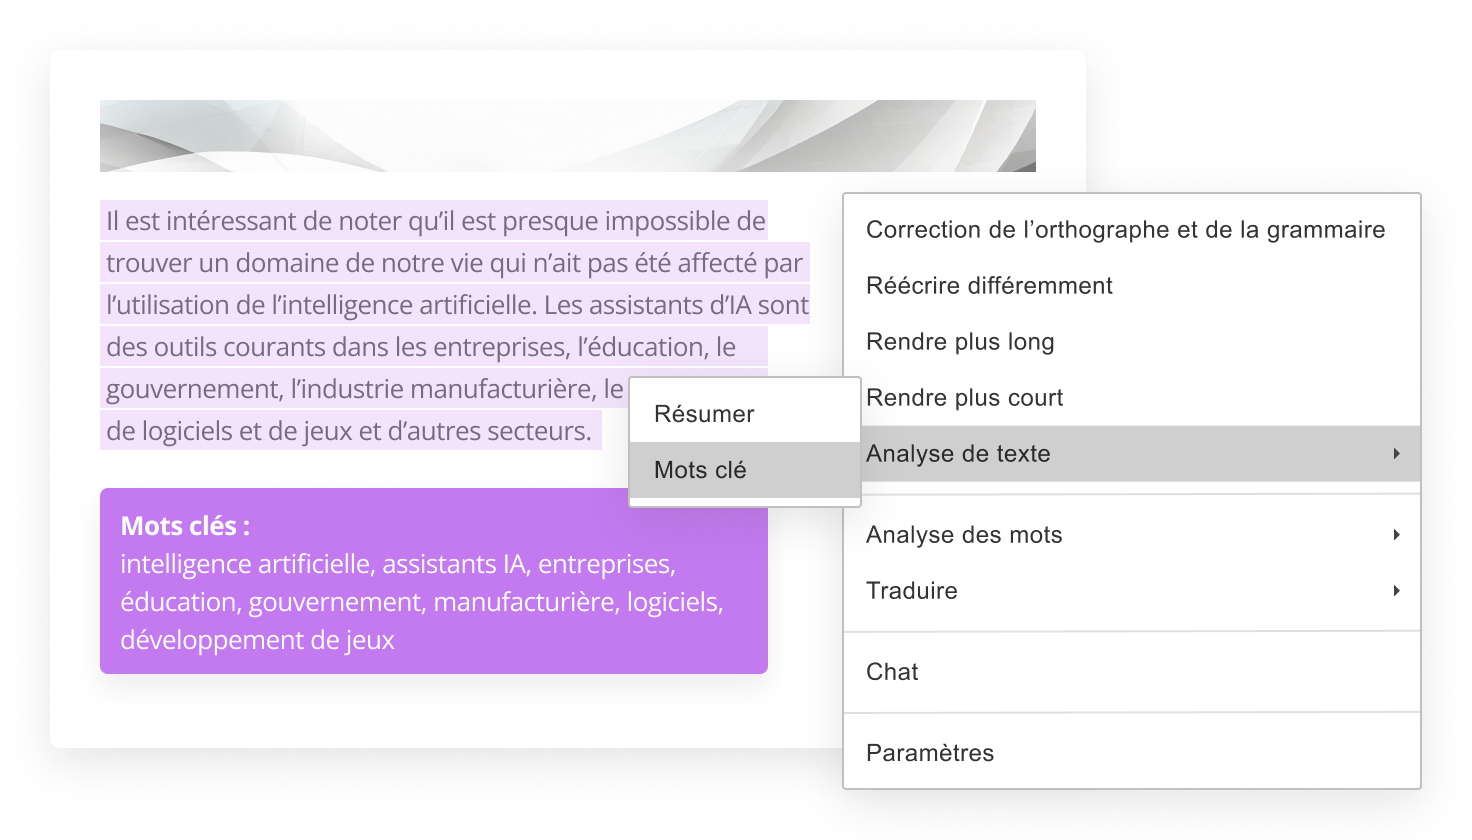 Il est intéressant de noter qu’il est presque impossible de
trouver un domaine de notre vie qui n’ait pas été affecté par
l’utilisation de l’intelligence artificielle. Les assistants d’IA sont
des outils courants dans les entreprises, l’éducation, le
gouvernement, l’industrie manufacturière, le
de logiciels et de jeux et d’autres secteurs.
Mots clés :
intelligence artificielle, assistants IA, entreprises,
éducation, gouvernement, manufacturière, logiciels,
développement de jeux
Résumer
Mots clé
Correction de l’orthographe et de la grammaire
Réécrire différemment
Rendre plus long
Rendre plus court
Analyse de texte
Analyse des mots
Traduire
Chat
Paramètres